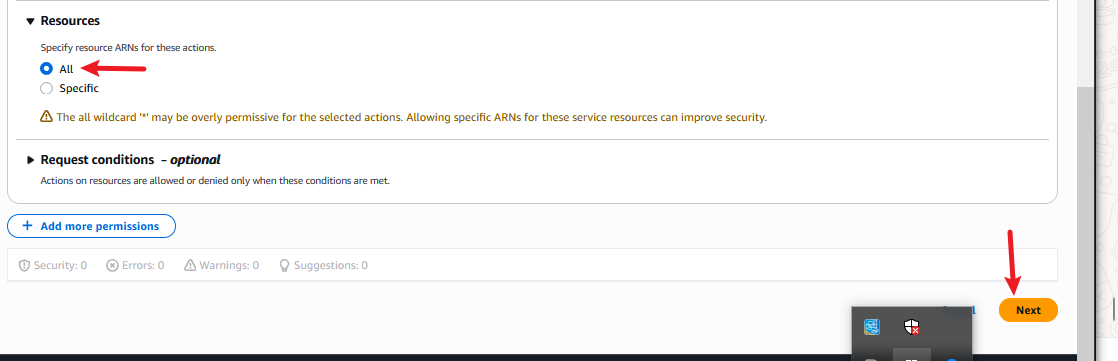 Resources
Specify resource ARNs for these actions.
All
Specific
The all wildcard '*' may be overly permissive for the selected actions. Allowing specific ARNs for these service resources can improve security.
Request conditions - optional
Actions on resources are allowed or denied only when these conditions are met.
+ Add more permissions
Security: 0 Errors: 0 Warnings: 0 Suggestions: 0
Next